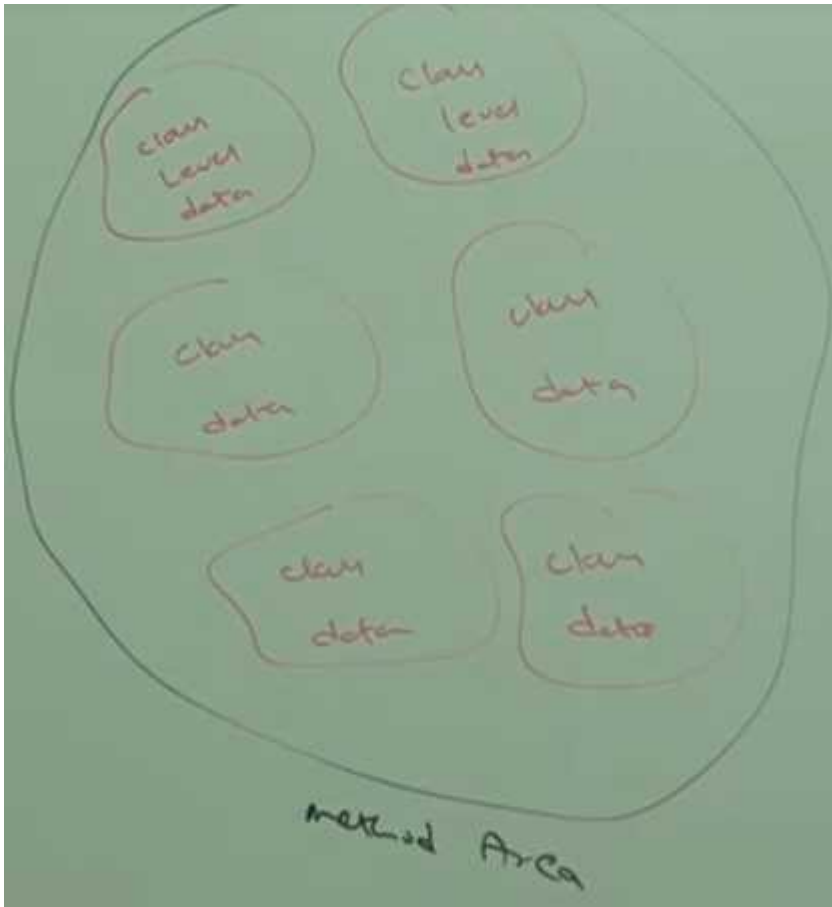 class
Level
data
class
level
data
class
data
class
data
class
data
class
data
method Area